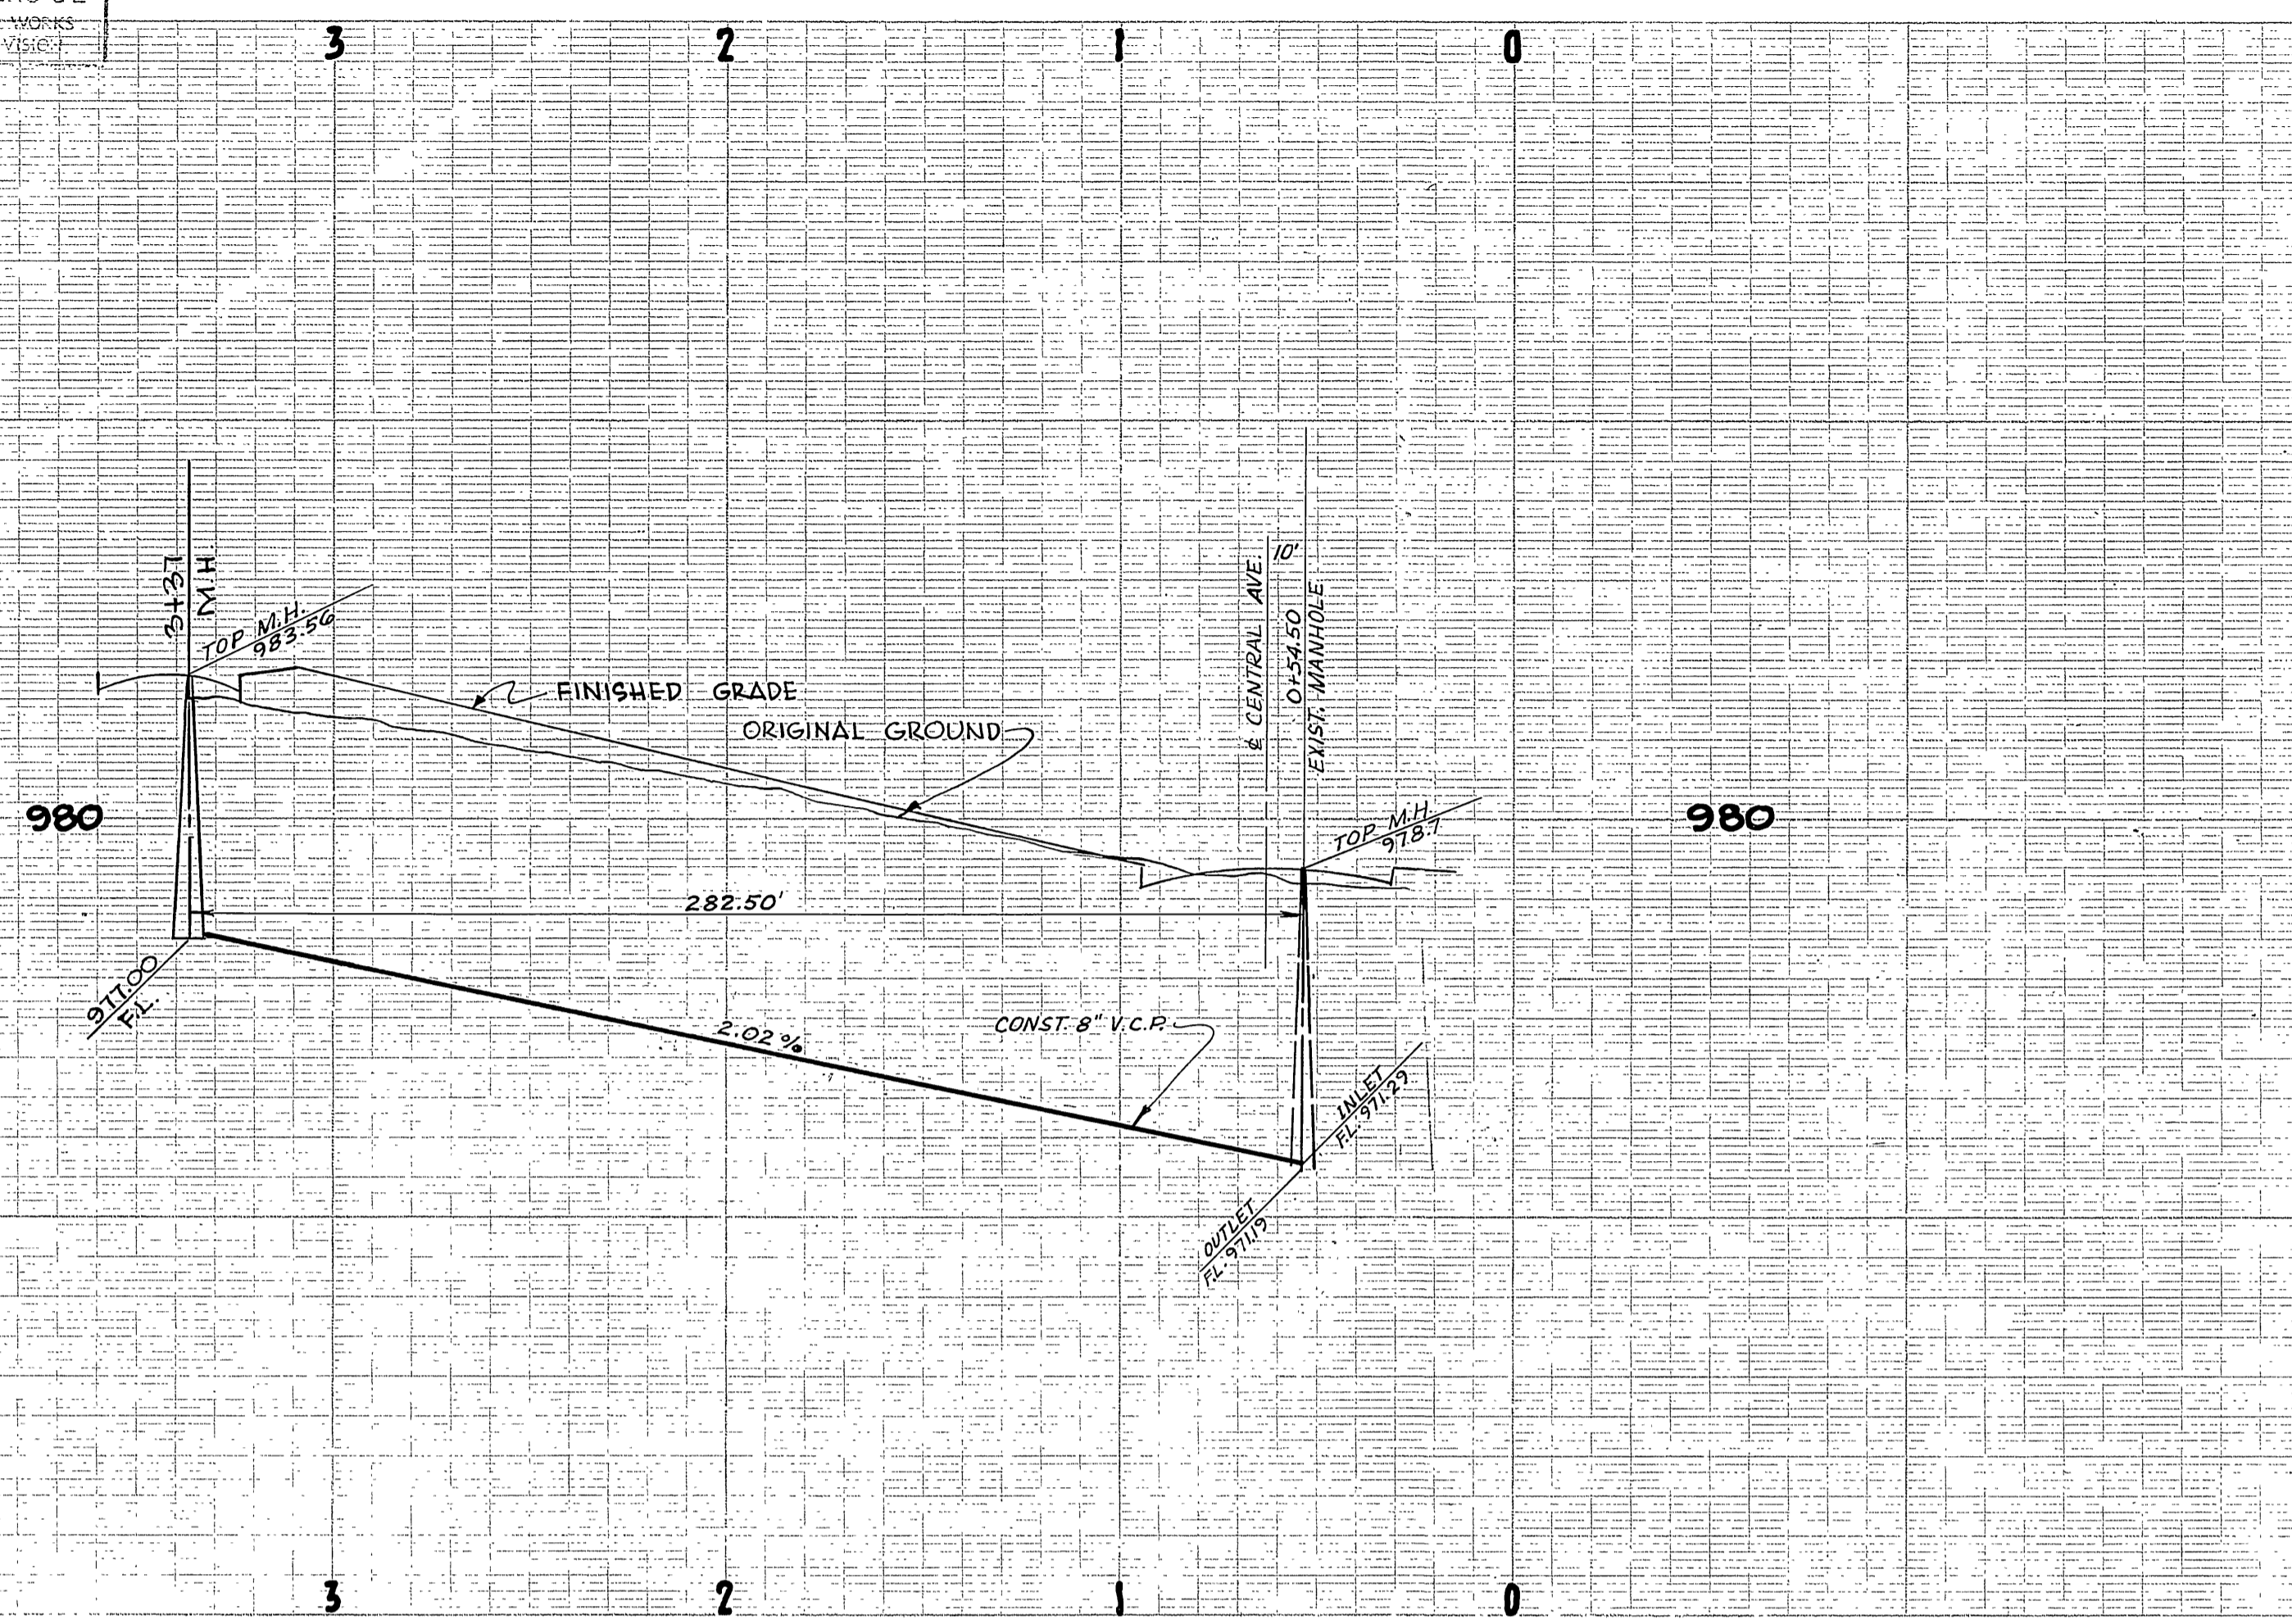 WORKS
3 2 1 0
3+37
M.H.
TOP M.H.
983.56
FINISHED GRADE
ORIGINAL GROUND
℄ CENTRAL AVE.
10'
0+54.50
EXIST. MANHOLE
TOP M.H.
978.1
980
980
282.50'
977.00
F.L.
2.02 %
CONST. 8" V.C.P.
INLET
F.L. 971.29
OUTLET
F.L. 971.19
3 2 1 0